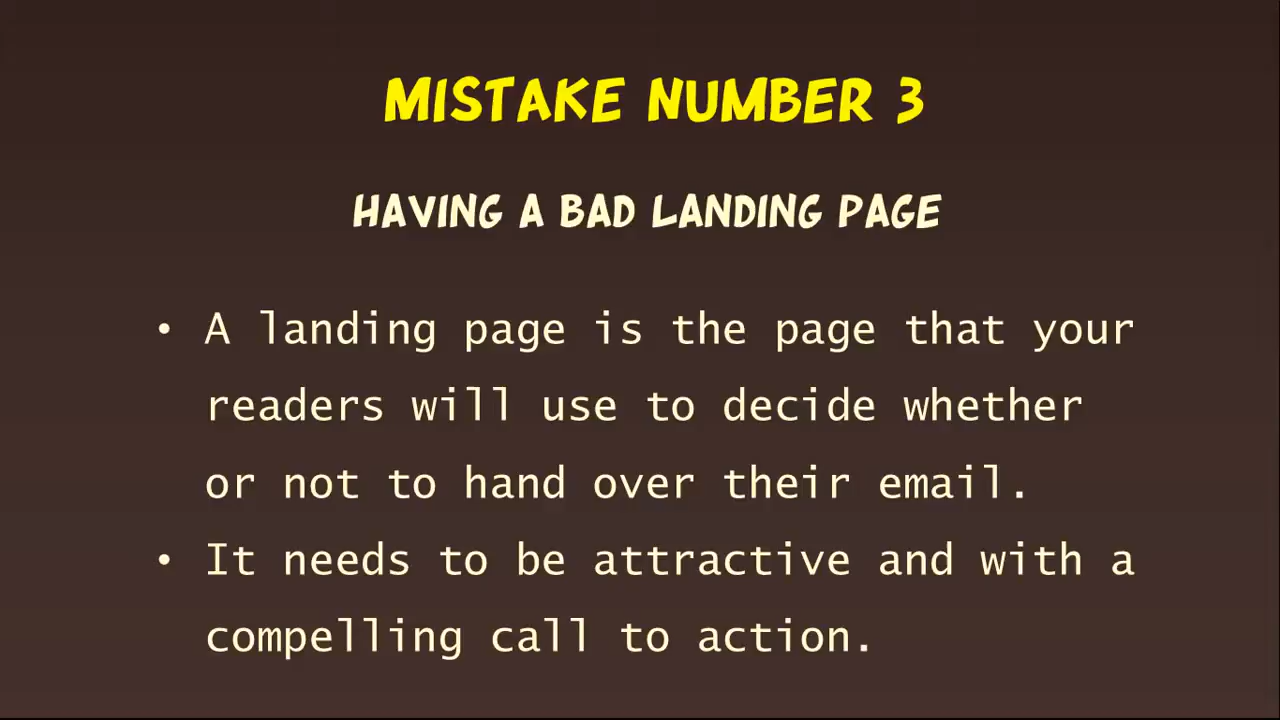 MISTAKE NUMBER 3
HAVING A BAD LANDING PAGE
• A landing page is the page that your
readers will use to decide whether
or not to hand over their email.
• It needs to be attractive and with a
compelling call to action.